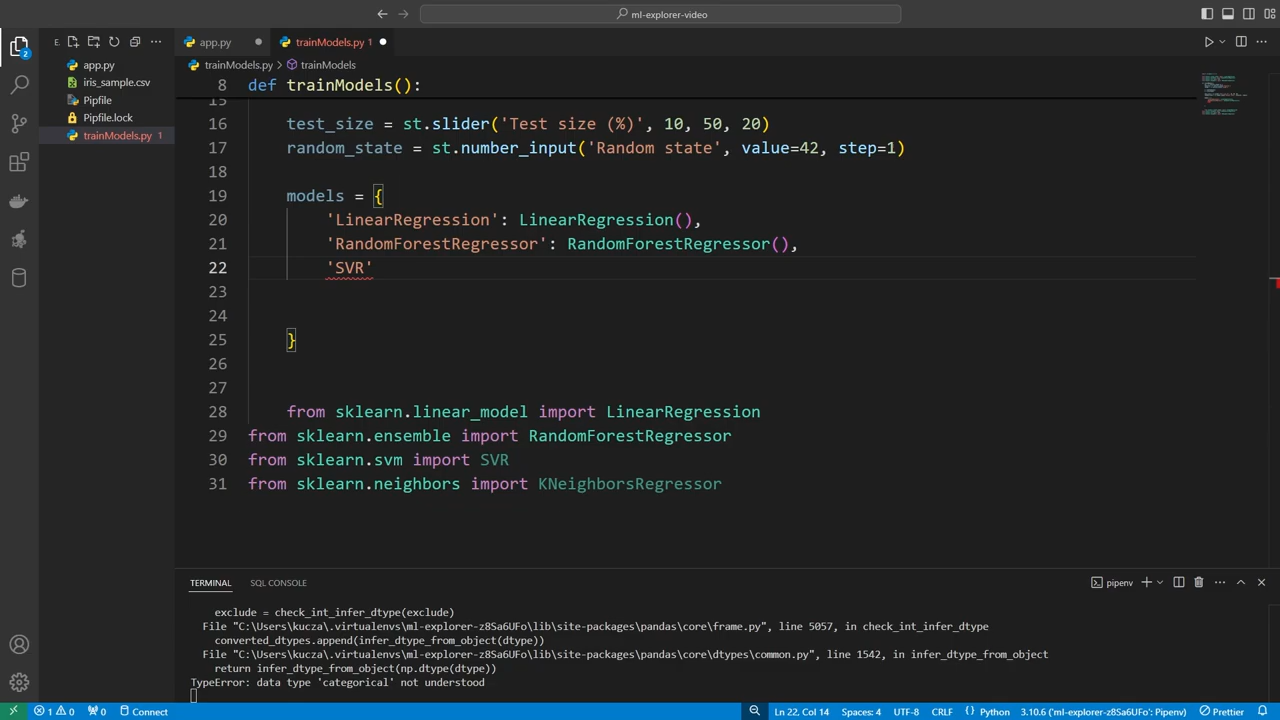 ml-explorer-video
E
app.py
iris_sample.csv
Pipfile
Pipfile.lock
trainModels.py 1
app.py
trainModels.py 1
trainModels.py > trainModels
8 def trainModels():
15
16 test_size = st.slider('Test size (%)', 10, 50, 20)
17 random_state = st.number_input('Random state', value=42, step=1)
18
19 models = {
20 'LinearRegression': LinearRegression(),
21 'RandomForestRegressor': RandomForestRegressor(),
22 'SVR'
23
24
25 }
26
27
28 from sklearn.linear_model import LinearRegression
29 from sklearn.ensemble import RandomForestRegressor
30 from sklearn.svm import SVR
31 from sklearn.neighbors import KNeighborsRegressor
TERMINAL SQL CONSOLE
pipenv
exclude = check_int_infer_dtype(exclude)
File "C:\Users\kucza\.virtualenvs\ml-explorer-z8Sa6UFo\lib\site-packages\pandas\core\frame.py", line 5057, in check_int_infer_dtype
converted_dtypes.append(infer_dtype_from_object(dtype))
File "C:\Users\kucza\.virtualenvs\ml-explorer-z8Sa6UFo\lib\site-packages\pandas\core\dtypes\common.py", line 1542, in infer_dtype_from_object
return infer_dtype_from_object(np.dtype(dtype))
TypeError: data type 'categorical' not understood
2
1 0 0 Connect Ln 22, Col 14 Spaces: 4 UTF-8 CRLF Python 3.10.6 ('ml-explorer-z8Sa6UFo': Pipenv) Prettier